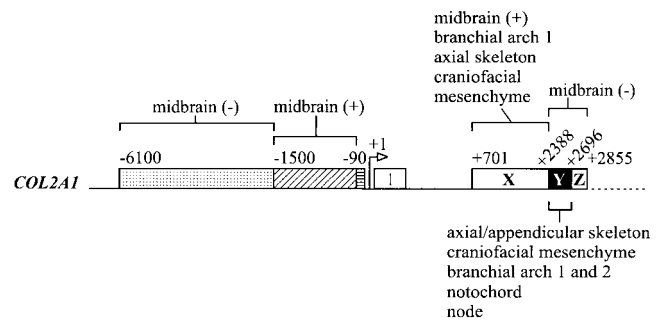 midbrain (+)
branchial arch 1
axial skeleton
craniofacial
mesenchyme
midbrain (-)
midbrain (-)
midbrain (+)
+1
-6100
-1500
-90
+701
+2388
+2696
+2855
COL2A1
1
X
Y
Z
axial/appendicular skeleton
craniofacial mesenchyme
branchial arch 1 and 2
notochord
node